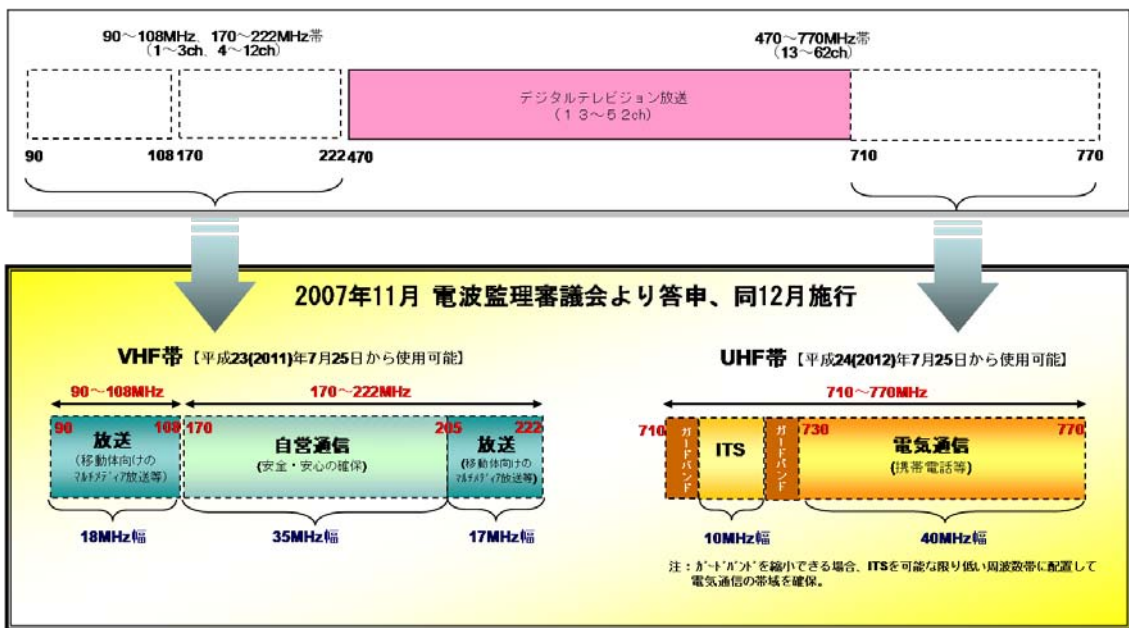 90～108MHz、170～222MHz帯
（1～3ch、4～12ch）
470～770MHz帯
（13～62ch）
デジタルテレビジョン放送
（１３～５２ch）
90
108
170
222
470
710
770
2007年11月 電波監理審議会より答申、同12月施行
VHF帯【平成23(2011)年7月25日から使用可能】
UHF帯【平成24(2012)年7月25日から使用可能】
90～108MHz
170～222MHz
710～770MHz
90
108
放送
(移動体向けの
ﾏﾙﾁﾒﾃﾞｨｱ放送等)
170
205
自営通信
(安全・安心の確保)
222
放送
(移動体向けの
ﾏﾙﾁﾒﾃﾞｨｱ放送等)
710
ガードバンド
ITS
ガードバンド
730
770
電気通信
(携帯電話等)
18MHz幅
35MHz幅
17MHz幅
10MHz幅
40MHz幅
注：ｶﾞｰﾄﾞﾊﾞﾝﾄﾞを縮小できる場合、ITSを可能な限り低い周波数帯に配置して
電気通信の帯域を確保。